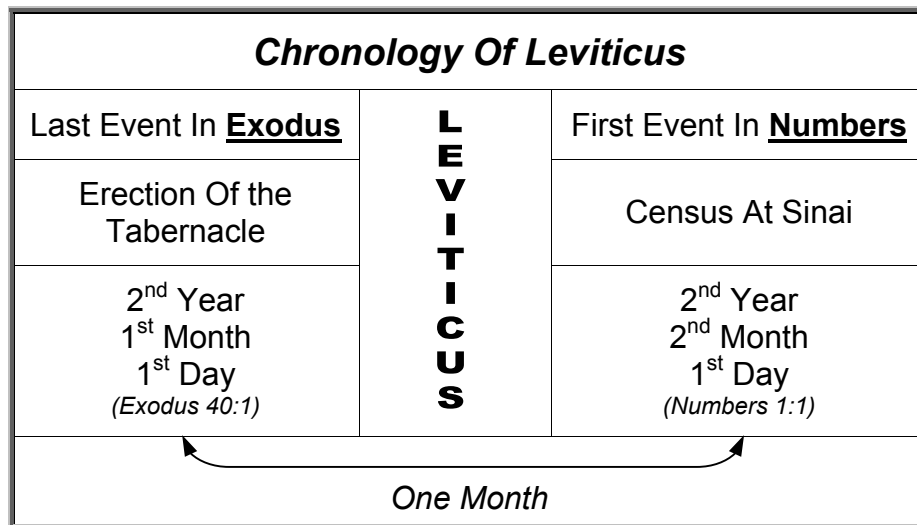 Chronology Of Leviticus
Last Event In Exodus
Erection Of the
Tabernacle
2nd Year
1st Month
1st Day
(Exodus 40:1)
LEVITICUS
First Event In Numbers
Census At Sinai
2nd Year
2nd Month
1st Day
(Numbers 1:1)
One Month